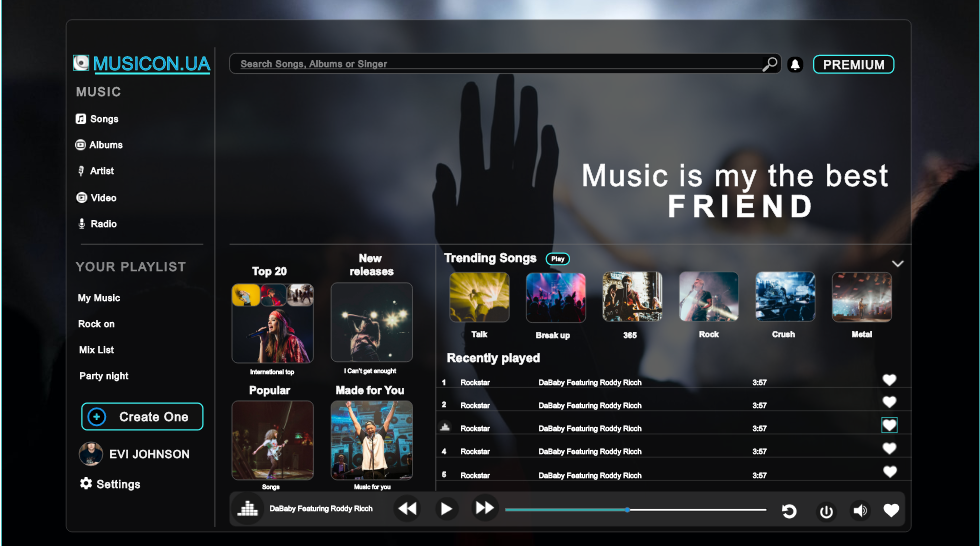 MUSICON.UA
Search Songs, Albums or Singer
PREMIUM
MUSIC
Songs
Albums
Artist
Video
Radio
YOUR PLAYLIST
My Music
Rock on
Mix List
Party night
Create One
EVI JOHNSON
Settings
Music is my the best
FRIEND
Top 20
International top
New
releases
I Can't get enought
Popular
Songs
Made for You
Music for you
Trending Songs
Play
Talk
Break up
365
Rock
Crush
Metal
Recently played
1 Rockstar DaBaby Featuring Roddy Ricch 3:57
2 Rockstar DaBaby Featuring Roddy Ricch 3:57
Rockstar DaBaby Featuring Roddy Ricch 3:57
4 Rockstar DaBaby Featuring Roddy Ricch 3:57
5 Rockstar DaBaby Featuring Roddy Ricch 3:57
DaBaby Featuring Roddy Ricch